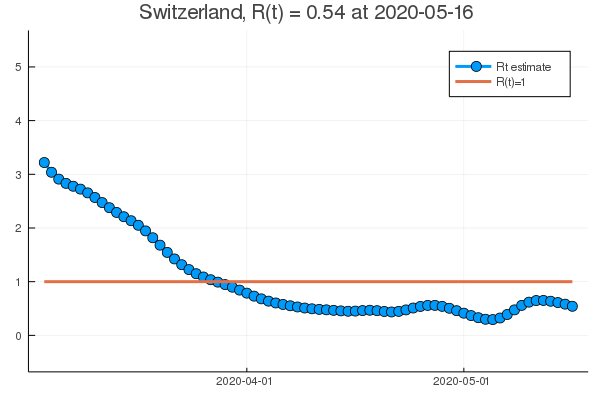 Switzerland, R(t) = 0.54 at 2020-05-16
5
4
3
2
1
0
Rt estimate
R(t)=1
2020-04-01
2020-05-01